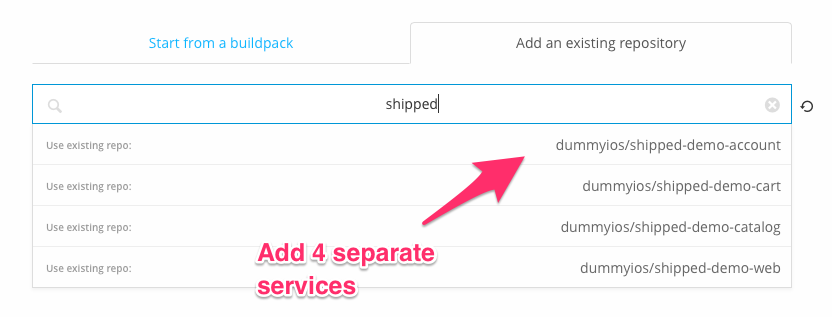 Start from a buildpack
Add an existing repository
shipped
Use existing repo: dummyios/shipped-demo-account
Use existing repo: dummyios/shipped-demo-cart
Use existing repo: dummyios/shipped-demo-catalog
Use existing repo: dummyios/shipped-demo-web
Add 4 separate
services